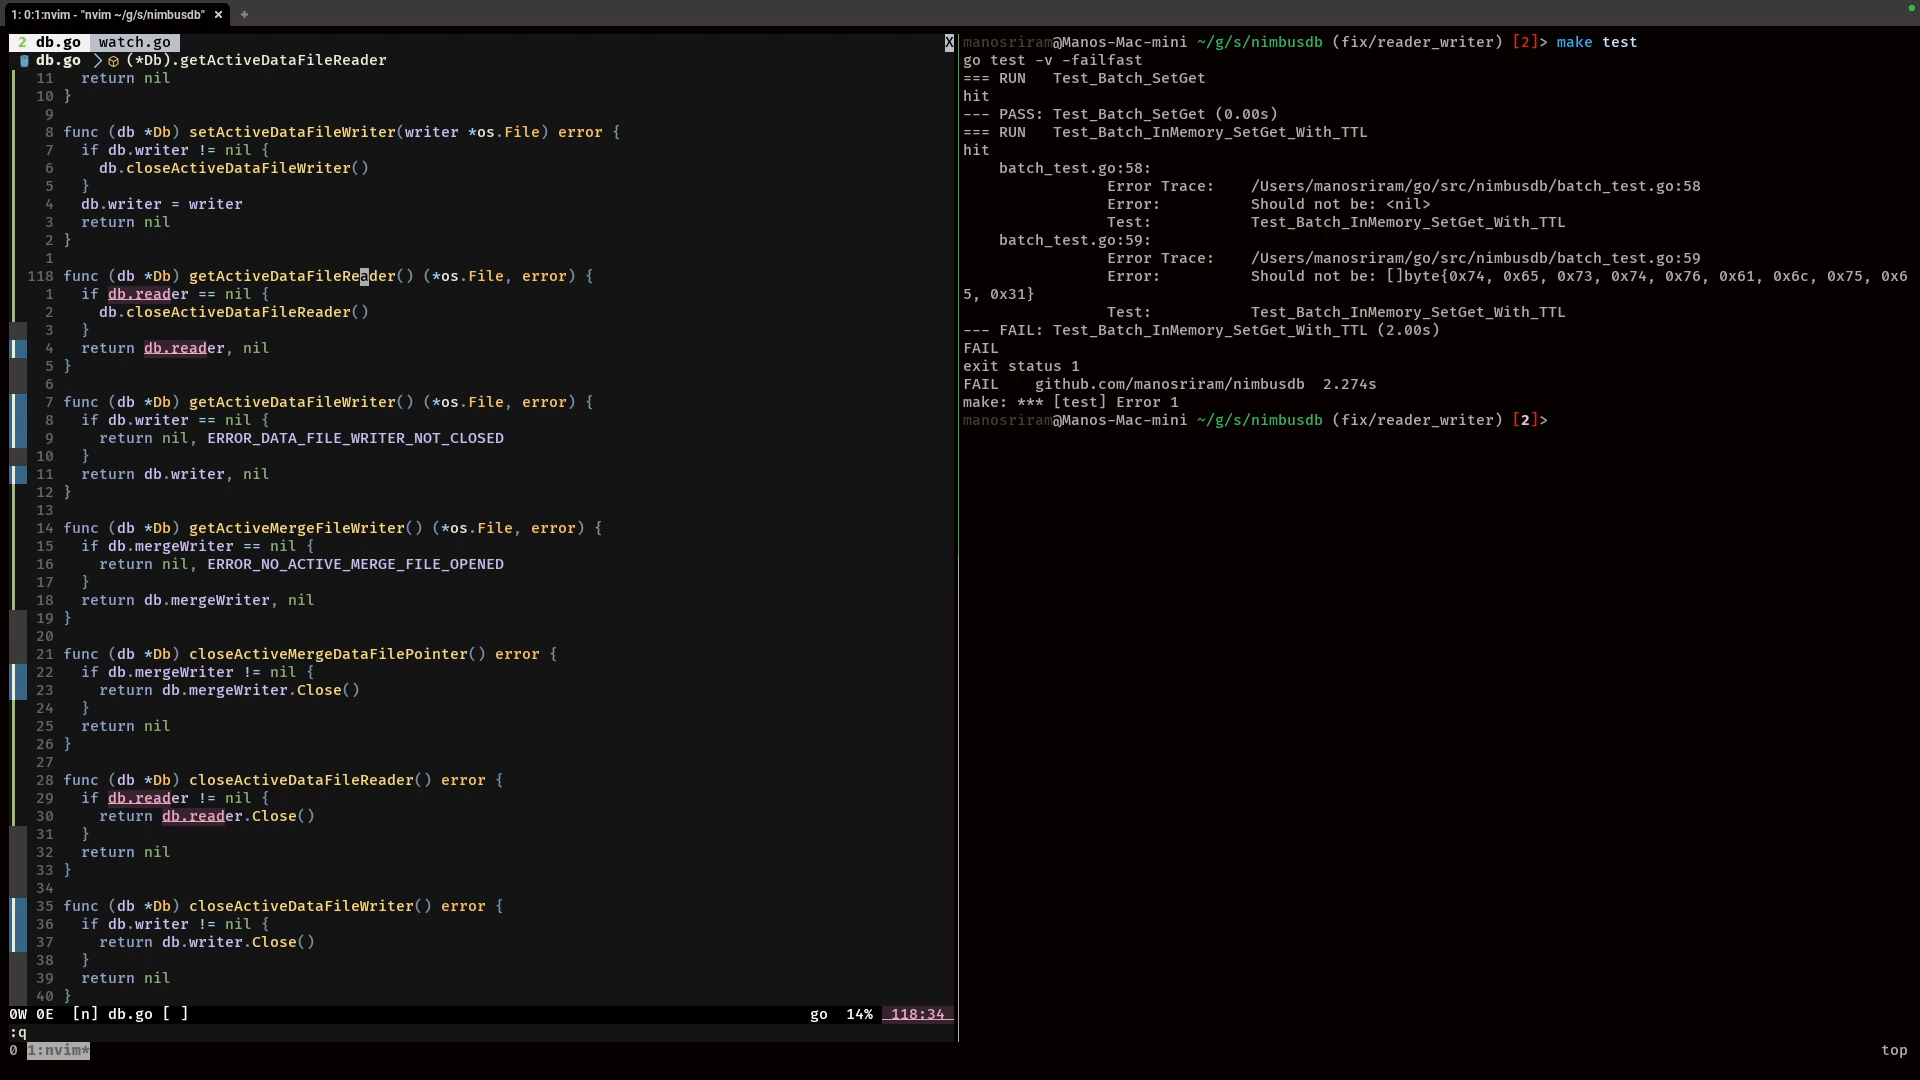 1: 0:1:nvim - "nvim ~/g/s/nimbusdb" × +
2 db.go watch.go X
db.go > (*Db).getActiveDataFileReader
11 return nil
10 }
9
8 func (db *Db) setActiveDataFileWriter(writer *os.File) error {
7 if db.writer != nil {
6 db.closeActiveDataFileWriter()
5 }
4 db.writer = writer
3 return nil
2 }
1
118 func (db *Db) getActiveDataFileReader() (*os.File, error) {
1 if db.reader == nil {
2 db.closeActiveDataFileReader()
3 }
4 return db.reader, nil
5 }
6
7 func (db *Db) getActiveDataFileWriter() (*os.File, error) {
8 if db.writer == nil {
9 return nil, ERROR_DATA_FILE_WRITER_NOT_CLOSED
10 }
11 return db.writer, nil
12 }
13
14 func (db *Db) getActiveMergeFileWriter() (*os.File, error) {
15 if db.mergeWriter == nil {
16 return nil, ERROR_NO_ACTIVE_MERGE_FILE_OPENED
17 }
18 return db.mergeWriter, nil
19 }
20
21 func (db *Db) closeActiveMergeDataFilePointer() error {
22 if db.mergeWriter != nil {
23 return db.mergeWriter.Close()
24 }
25 return nil
26 }
27
28 func (db *Db) closeActiveDataFileReader() error {
29 if db.reader != nil {
30 return db.reader.Close()
31 }
32 return nil
33 }
34
35 func (db *Db) closeActiveDataFileWriter() error {
36 if db.writer != nil {
37 return db.writer.Close()
38 }
39 return nil
40 }
0W 0E [n] db.go [ ] go 14% 118:34
:q
0 1:nvim* top
manosriram@Manos-Mac-mini ~/g/s/nimbusdb (fix/reader_writer) [2]> make test
go test -v -failfast
=== RUN Test_Batch_SetGet
hit
--- PASS: Test_Batch_SetGet (0.00s)
=== RUN Test_Batch_InMemory_SetGet_With_TTL
hit
batch_test.go:58:
Error Trace: /Users/manosriram/go/src/nimbusdb/batch_test.go:58
Error: Should not be: <nil>
Test: Test_Batch_InMemory_SetGet_With_TTL
batch_test.go:59:
Error Trace: /Users/manosriram/go/src/nimbusdb/batch_test.go:59
Error: Should not be: []byte{0x74, 0x65, 0x73, 0x74, 0x76, 0x61, 0x6c, 0x75, 0x6
5, 0x31}
Test: Test_Batch_InMemory_SetGet_With_TTL
--- FAIL: Test_Batch_InMemory_SetGet_With_TTL (2.00s)
FAIL
exit status 1
FAIL github.com/manosriram/nimbusdb 2.274s
make: *** [test] Error 1
manosriram@Manos-Mac-mini ~/g/s/nimbusdb (fix/reader_writer) [2]>